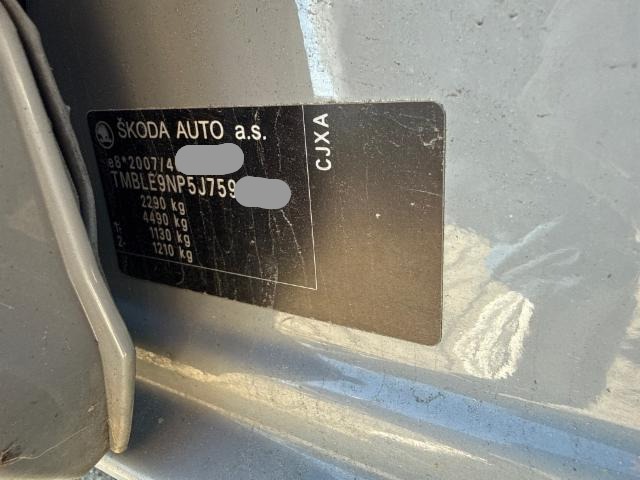 ŠKODA AUTO a.s.
e8*2007/4
TMBLE9NP5J759
2290 kg
4490 kg
1- 1130 kg
2- 1210 kg
CJXA